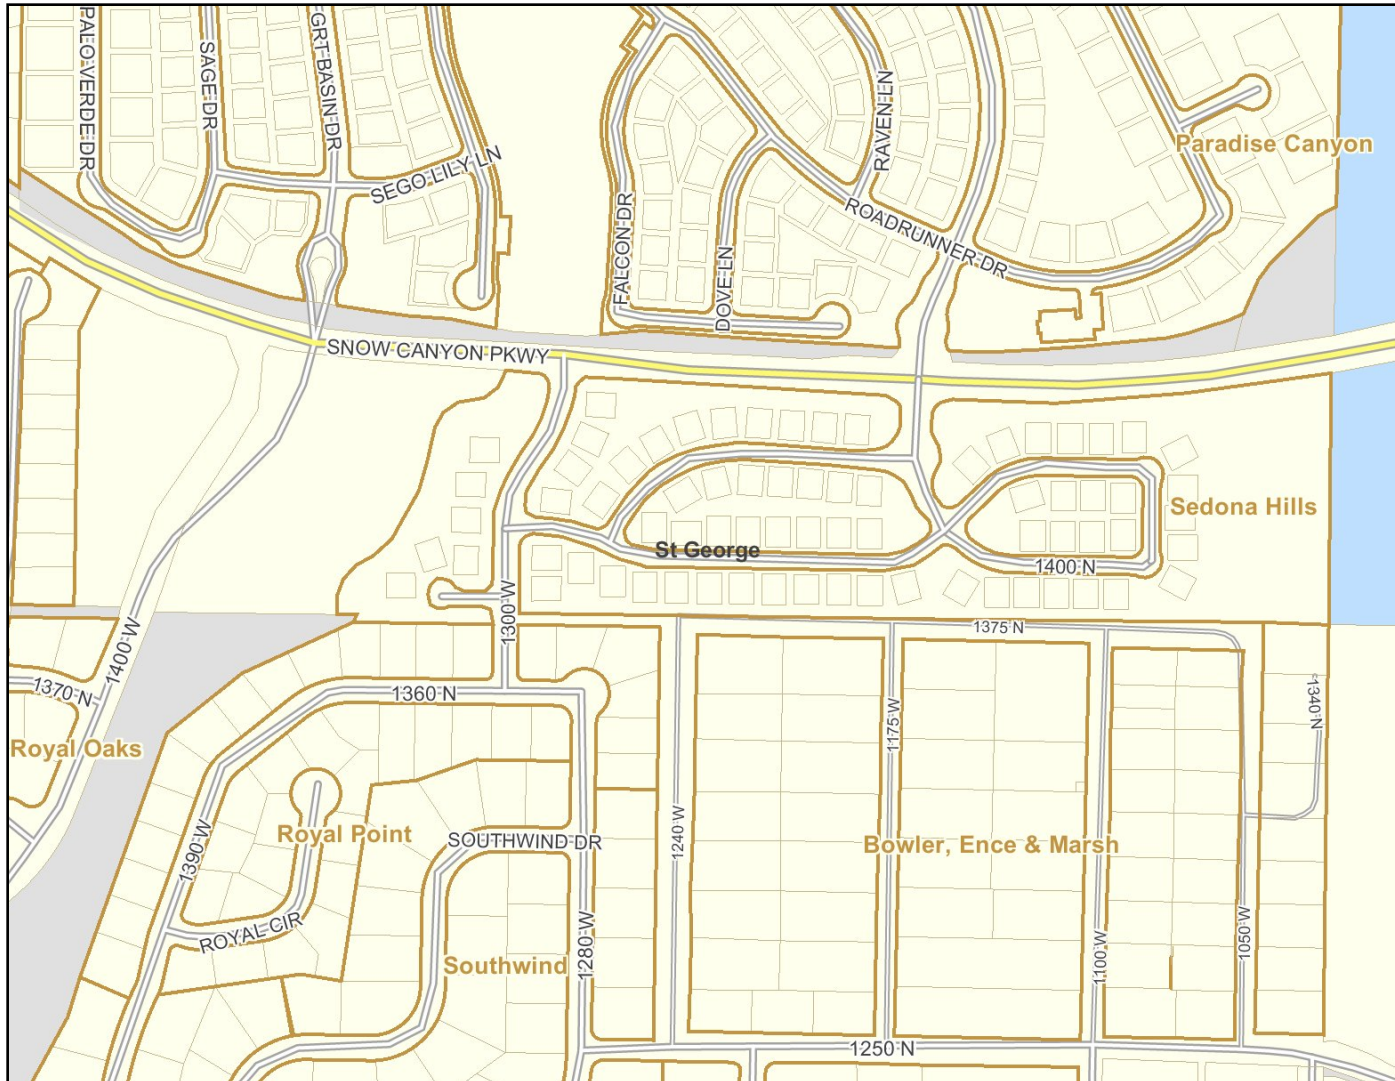 PALO VERDE DR
SAGE DR
GRT BASIN DR
SEGO LILY LN
RAVEN LN
Paradise Canyon
FALCON DR
DOVE LN
ROADRUNNER DR
SNOW CANYON PKWY
Sedona Hills
St George
1400 N
1300 W
1375 N
1400 W
1370 N
1360 N
1340 N
1175 W
Royal Oaks
Royal Point
SOUTHWIND DR
1240 W
Bowler, Ence & Marsh
1390 W
ROYAL CIR
Southwind
1280 W
1100 W
1050 W
1250 N